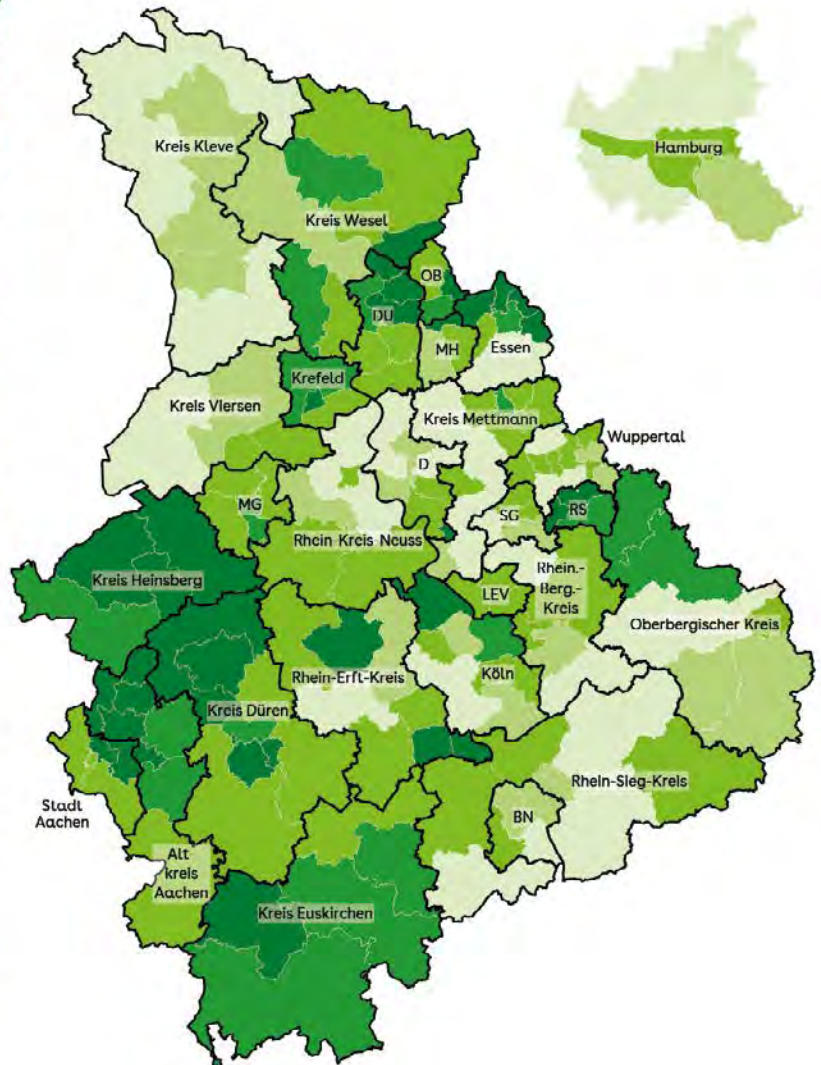 Hamburg
Kreis Kleve
Kreis Wesel
OB
DU
MH
Essen
Krefeld
Kreis Viersen
Kreis Mettmann
Wuppertal
D
MG
SG
RS
Rhein-Kreis-Neuss
Kreis Heinsberg
Rhein.-
Berg.-
Kreis
LEV
Oberbergischer Kreis
Rhein-Erft-Kreis
Köln
Kreis Düren
Rhein-Sieg-Kreis
Stadt
Aachen
BN
Alt
kreis
Aachen
Kreis Euskirchen